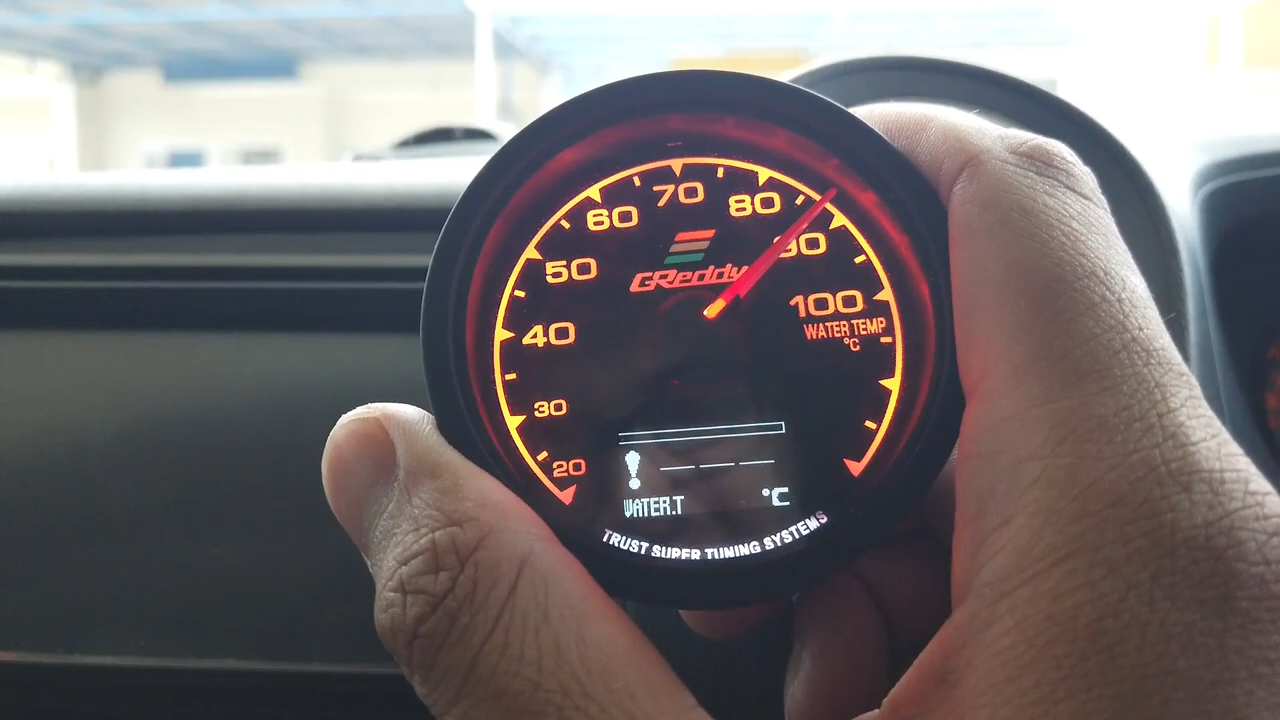 20
30
40
50
60
70
80
90
100
GReddy
WATER TEMP
°C
! ---
WATER.T °C
TRUST SUPER TUNING SYSTEMS